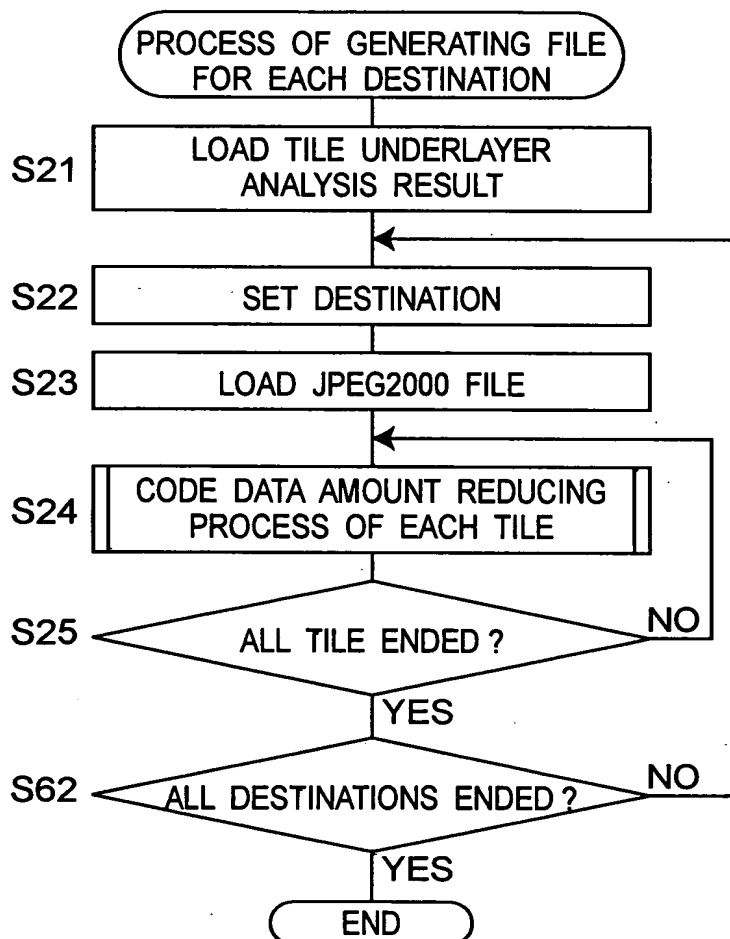 PROCESS OF GENERATING FILE
FOR EACH DESTINATION
S21
LOAD TILE UNDERLAYER
ANALYSIS RESULT
S22
SET DESTINATION
S23
LOAD JPEG2000 FILE
S24
CODE DATA AMOUNT REDUCING
PROCESS OF EACH TILE
S25
ALL TILE ENDED ?
NO
YES
S62
ALL DESTINATIONS ENDED ?
NO
YES
END